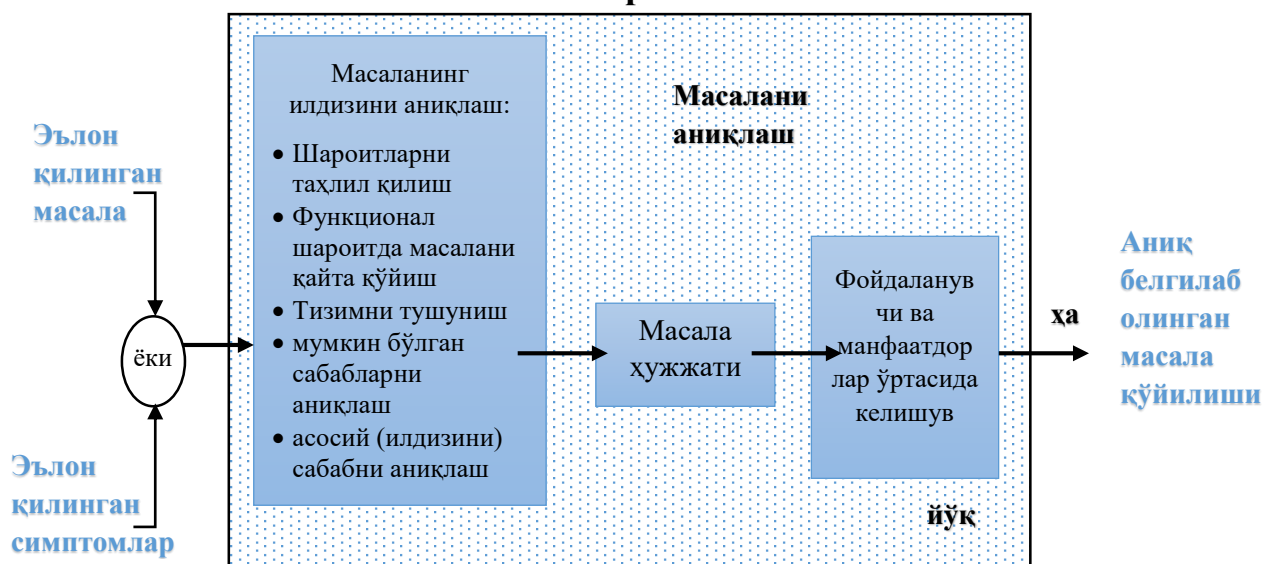 Эълон
қилинган
масала
ёки
Эълон
қилинган
симптомлар
Масаланинг
илдизини аниқлаш:
• Шароитларни
таҳлил қилиш
• Функционал
шароитда масалани
қайта қўйиш
• Тизимни тушуниш
• мумкин бўлган
сабабларни
аниқлаш
• асосий (илдизини)
сабабни аниқлаш
Масалани
аниқлаш
Масала
ҳужжати
Фойдаланув
чи ва
манфаатдор
лар ўртасида
келишув
йўқ
ҳа
Аниқ
белгилаб
олинган
масала
қўйилиши